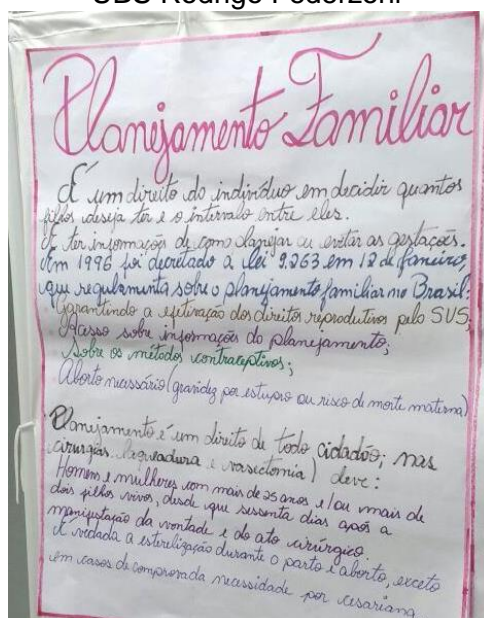 UBS Rodrigo Pederzoni
Planejamento Familiar
É um direito do indivíduo em decidir quantos
filhos deseja ter e o intervalo entre eles.
É ter informações de como planejar ou evitar as gestações.
Em 1996 foi decretado a lei 9.263 em 12 de janeiro,
que regulamenta sobre o planejamento familiar no Brasil:
Garantindo a efetivação dos direitos reprodutivos pelo SUS;
Acesso sobre informações do planejamento;
Sobre os métodos contraceptivos;
Aborto necessário (gravidez por estupro ou risco de morte materna)
Planejamento é um direito de todo cidadão; mas
cirurgias (laqueadura e vasectomia) deve:
Homens e mulheres com mais de 25 anos e/ou mais de
dois filhos vivos, desde que sessenta dias após a
manifestação da vontade e do ato cirúrgico.
É vedada a esterelização durante o parto e aborto, exceto
em casos de comprovada necessidade por cesariana